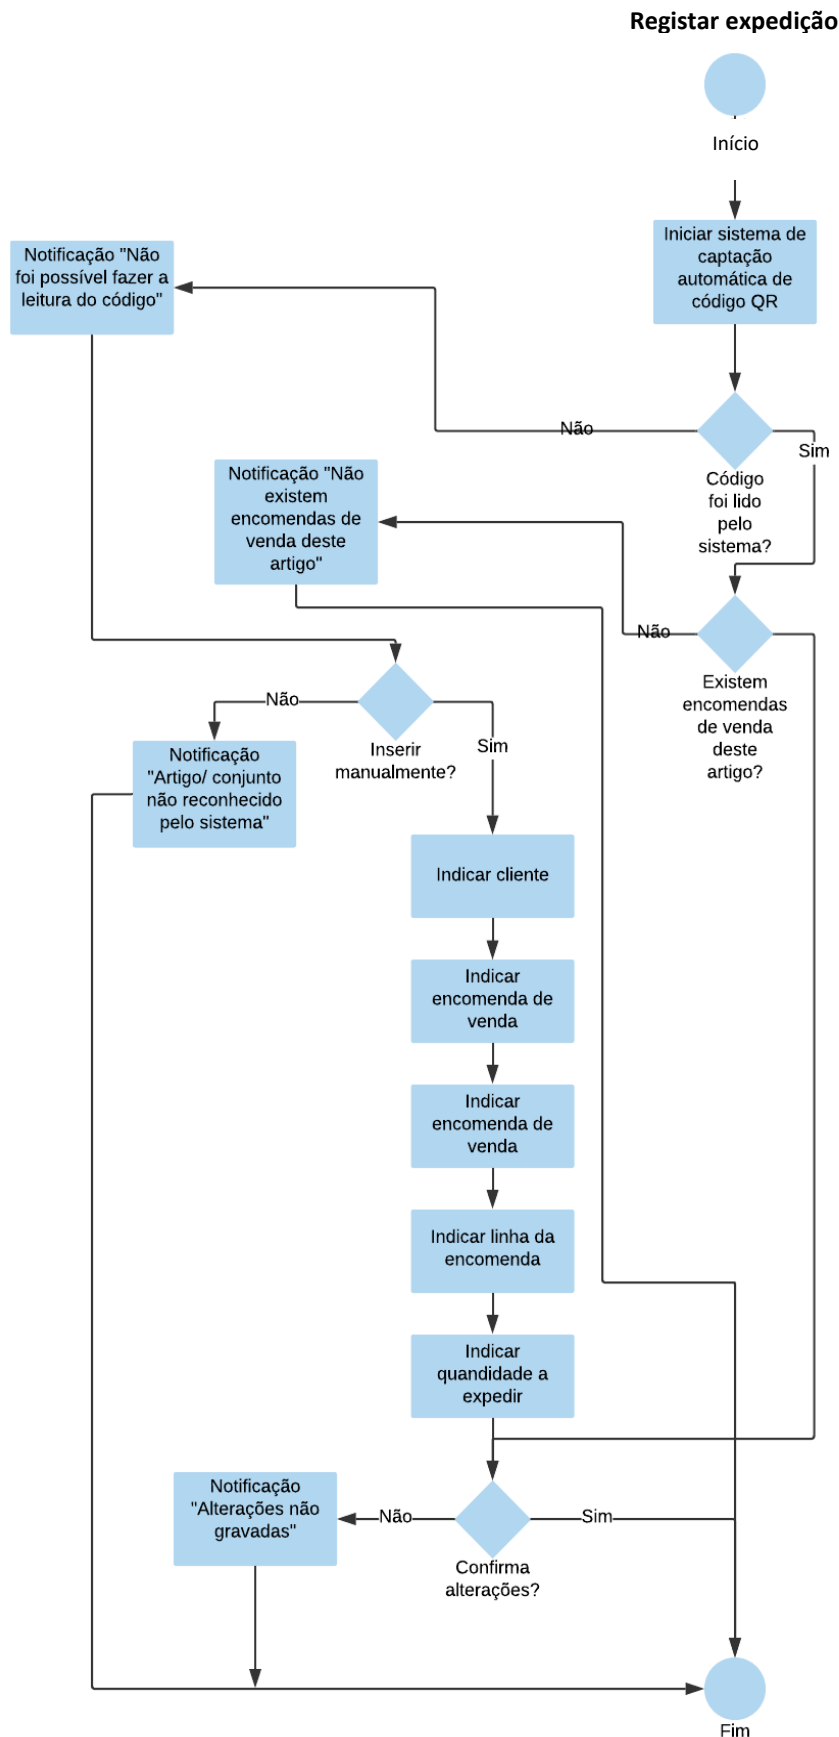 Registar expedição
Início
Iniciar sistema de
captação
automática de
código QR
Notificação "Não
foi possível fazer a
leitura do código"
Não
Sim
Código
foi lido
pelo
sistema?
Notificação "Não
existem
encomendas de
venda deste
artigo"
Não
Existem
encomendas
de venda
deste
artigo?
Não
Sim
Inserir
manualmente?
Notificação
"Artigo/ conjunto
não reconhecido
pelo sistema"
Indicar cliente
Indicar
encomenda de
venda
Indicar
encomenda de
venda
Indicar linha da
encomenda
Indicar
quandidade a
expedir
Notificação
"Alterações não
gravadas"
Não
Sim
Confirma
alterações?
Fim